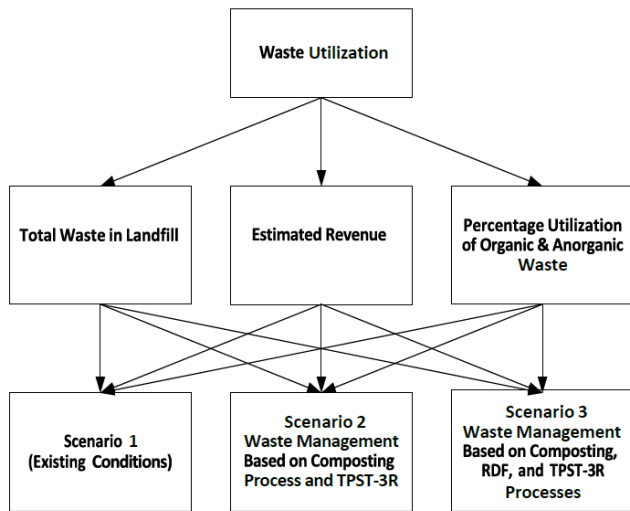 Waste Utilization
Total Waste in Landfill
Estimated Revenue
Percentage Utilization
of Organic & Anorganic
Waste
Scenario 1
(Existing Conditions)
Scenario 2
Waste Management
Based on Composting
Process and TPST-3R
Scenario 3
Waste Management
Based on Composting,
RDF, and TPST-3R
Processes